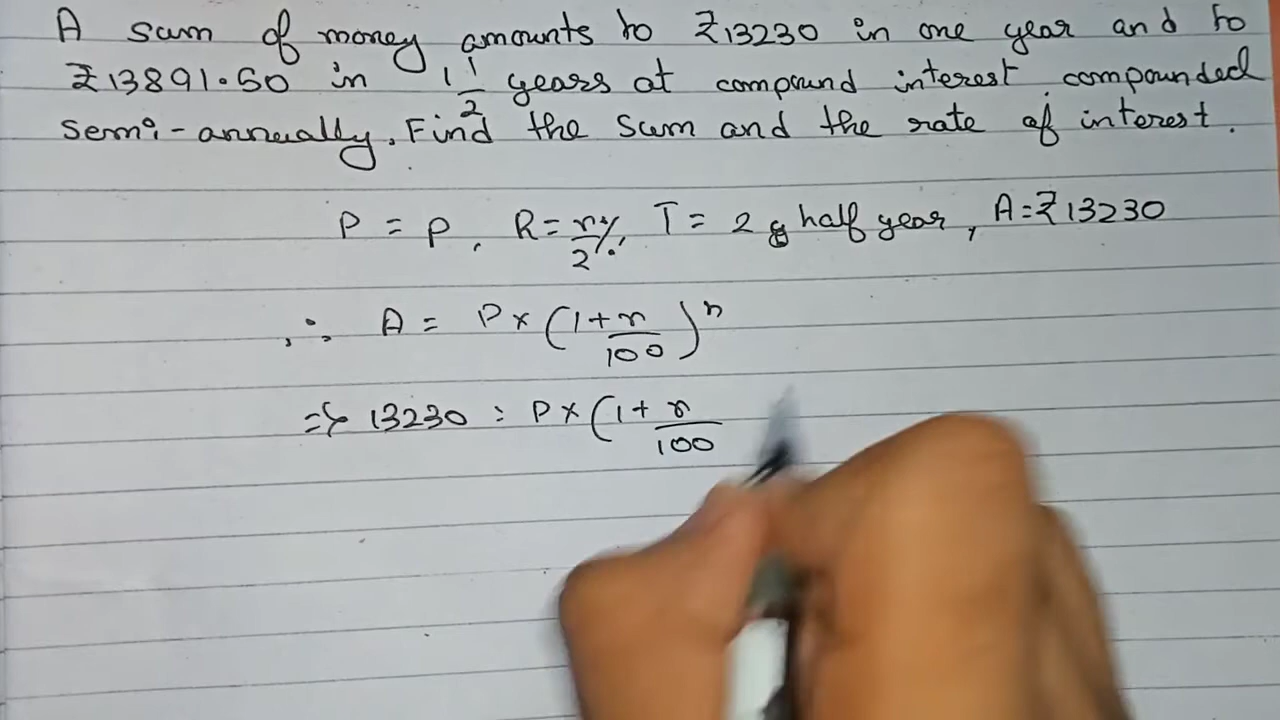 A sum of money amounts to ₹13230 in one year and to
₹13891.50 in 1 1/2 years at compound interest compounded
semi-annually. Find the sum and the rate of interest.
P = P, R = r/2 %, T = 2 half year, A = ₹13230
∴ A = P × (1 + r/100)^n
⇒ 13230 = P × (1 + r/100